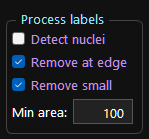 Process labels
Detect nuclei
Remove at edge
Remove small
Min area: 100